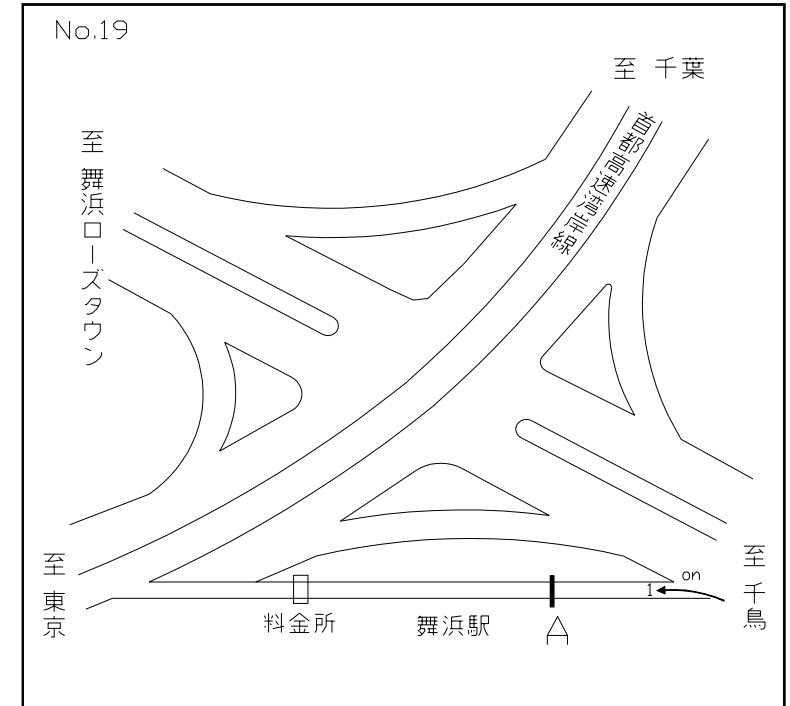 No.19
至 千葉
首都高速湾岸線
至 舞浜ローズタウン
至 東京
料金所
舞浜駅
A
1
on
至 千鳥